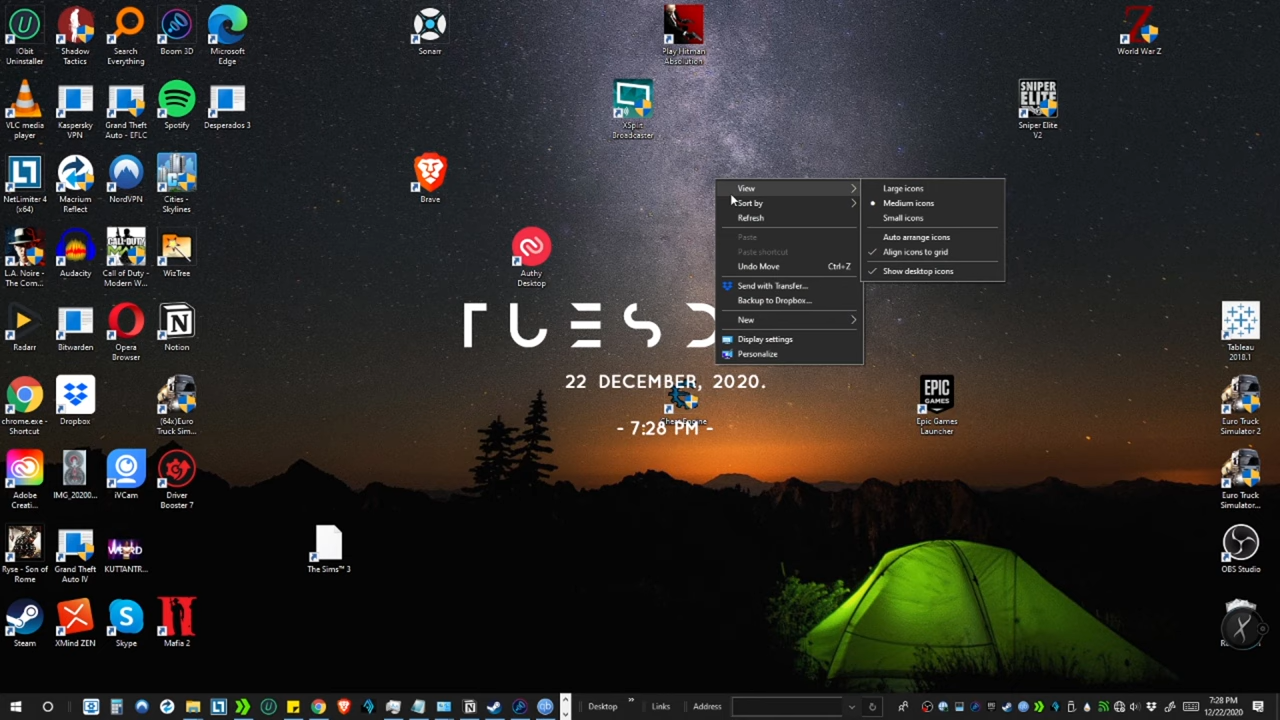 IObit
Uninstaller
Shadow
Tactics
Search
Everything
Boom 3D
Microsoft
Edge
Sonarr
Play Hitman
Absolution
World War Z
VLC media
player
Kaspersky
VPN
Grand Theft
Auto - EFLC
Spotify
Desperados 3
XSplit
Broadcaster
SNIPER
ELITE
V2
Sniper Elite
V2
NetLimiter 4
(x64)
Macrium
Reflect
NordVPN
Cities -
Skylines
Brave
View
Sort by
Refresh
Paste
Paste shortcut
Undo Move Ctrl+Z
Send with Transfer...
Backup to Dropbox...
New
Display settings
Personalize
Large icons
Medium icons
Small icons
Auto arrange icons
Align icons to grid
Show desktop icons
L.A. Noire -
The Com...
Audacity
Call of Duty -
Modern W...
WizTree
Authy
Desktop
TUESD
22 DECEMBER, 2020.
- 7:28 PM -
Radarr
Bitwarden
Opera
Browser
Notion
Tableau
2018.1
chrome.exe -
Shortcut
Dropbox
(64x)Euro
Truck Sim...
EPIC
GAMES
Epic Games
Launcher
Euro Truck
Simulator 2
Adobe
Creati...
IMG_20200...
iVCam
Driver
Booster 7
Euro Truck
Simulator...
Ryse - Son of
Rome
Grand Theft
Auto IV
WEIRD
KUTTANTR...
The Sims™ 3
OBS Studio
Steam
XMind ZEN
Skype
Mafia 2
Desktop
Links
Address
7:28 PM
12/22/2020